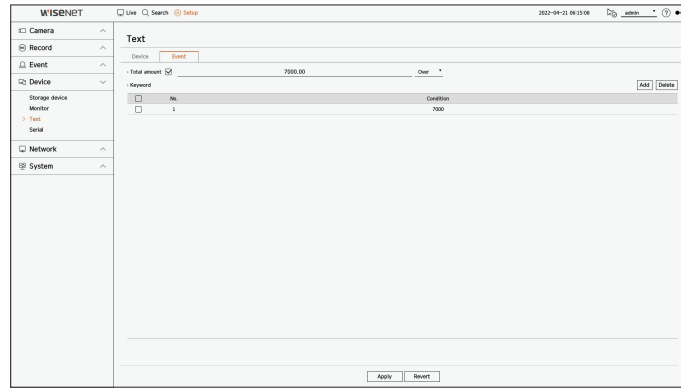 WISENET
Live Search Setup 2022-04-21 06:15:08 admin
Camera
Record
Event
Device
Storage device
Monitor
> Text
Serial
Network
System
Text
Device Event
Total amount 7000.00 Over
Keyword Add Delete
No. Condition
1 7000
Apply Revert